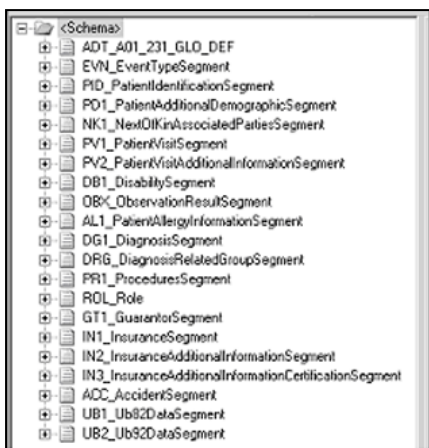 <Schema>
ADT_A01_231_GLO_DEF
EVN_EventTypeSegment
PID_PatientIdentificationSegment
PD1_PatientAdditionalDemographicSegment
NK1_NextOfKinAssociatedPartiesSegment
PV1_PatientVisitSegment
PV2_PatientVisitAdditionalInformationSegment
DB1_DisabilitySegment
OBX_ObservationResultSegment
AL1_PatientAllergyInformationSegment
DG1_DiagnosisSegment
DRG_DiagnosisRelatedGroupSegment
PR1_ProceduresSegment
ROL_Role
GT1_GuarantorSegment
IN1_InsuranceSegment
IN2_InsuranceAdditionalInformationSegment
IN3_InsuranceAdditionalInformationCertificationSegment
ACC_AccidentSegment
UB1_Ub82DataSegment
UB2_Ub92DataSegment